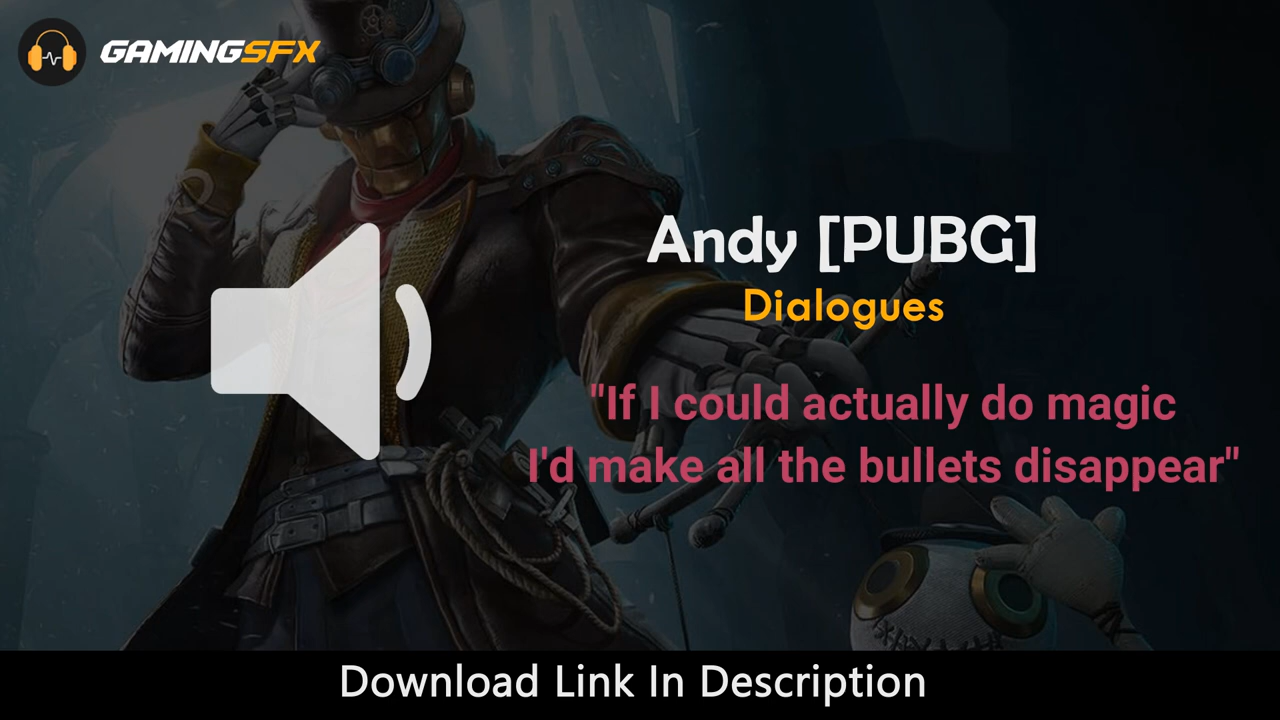 GAMINGSFX
Andy [PUBG]
Dialogues
"If I could actually do magic
I'd make all the bullets disappear"
Download Link In Description